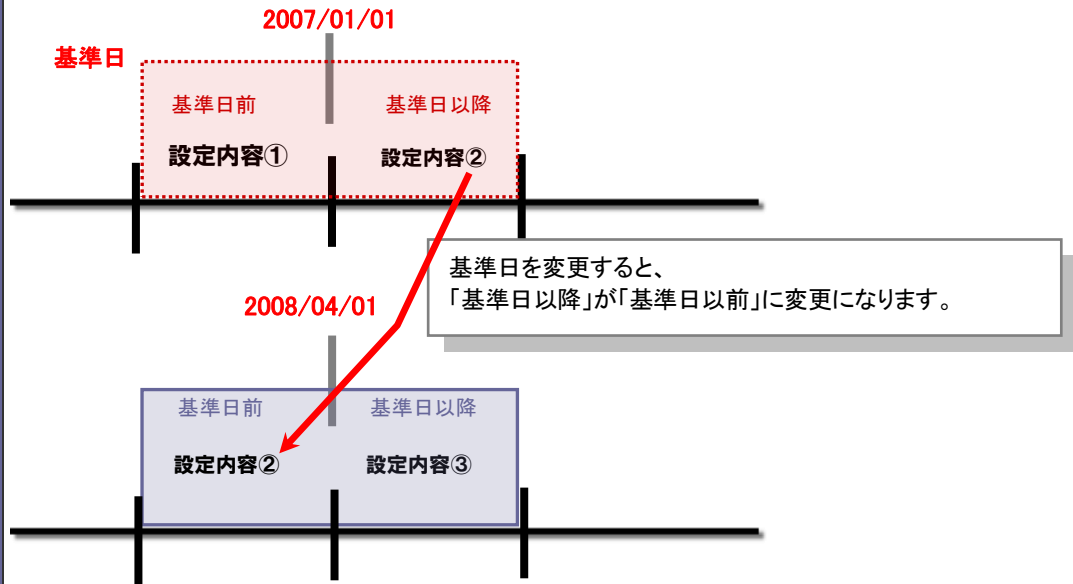 2007/01/01
基準日
基準日前 基準日以降
設定内容① 設定内容②
基準日を変更すると、
「基準日以降」が「基準日以前」に変更になります。
2008/04/01
基準日前 基準日以降
設定内容② 設定内容③